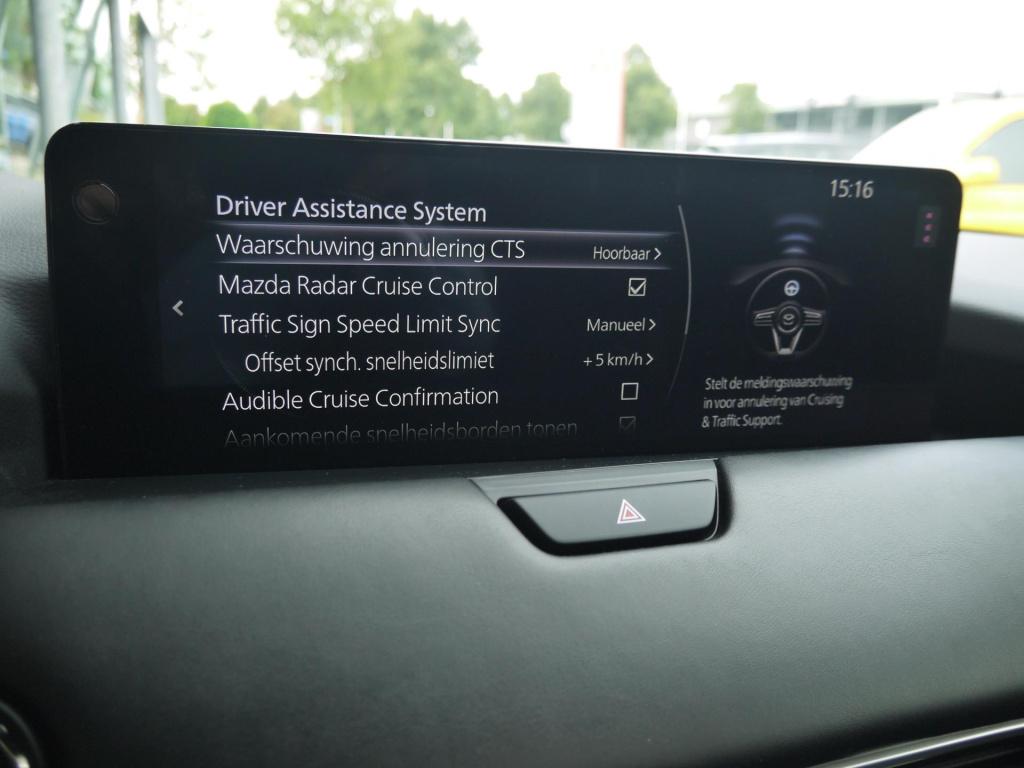 15:16
Driver Assistance System
Waarschuwing annulering CTS Hoorbaar >
Mazda Radar Cruise Control
Traffic Sign Speed Limit Sync Manueel >
Offset synch. snelheidslimiet +5 km/h >
Audible Cruise Confirmation
Aankomende snelheidsborden tonen
Stelt de meldingswaarschuwing
in voor annulering van Cruising
& Traffic Support.